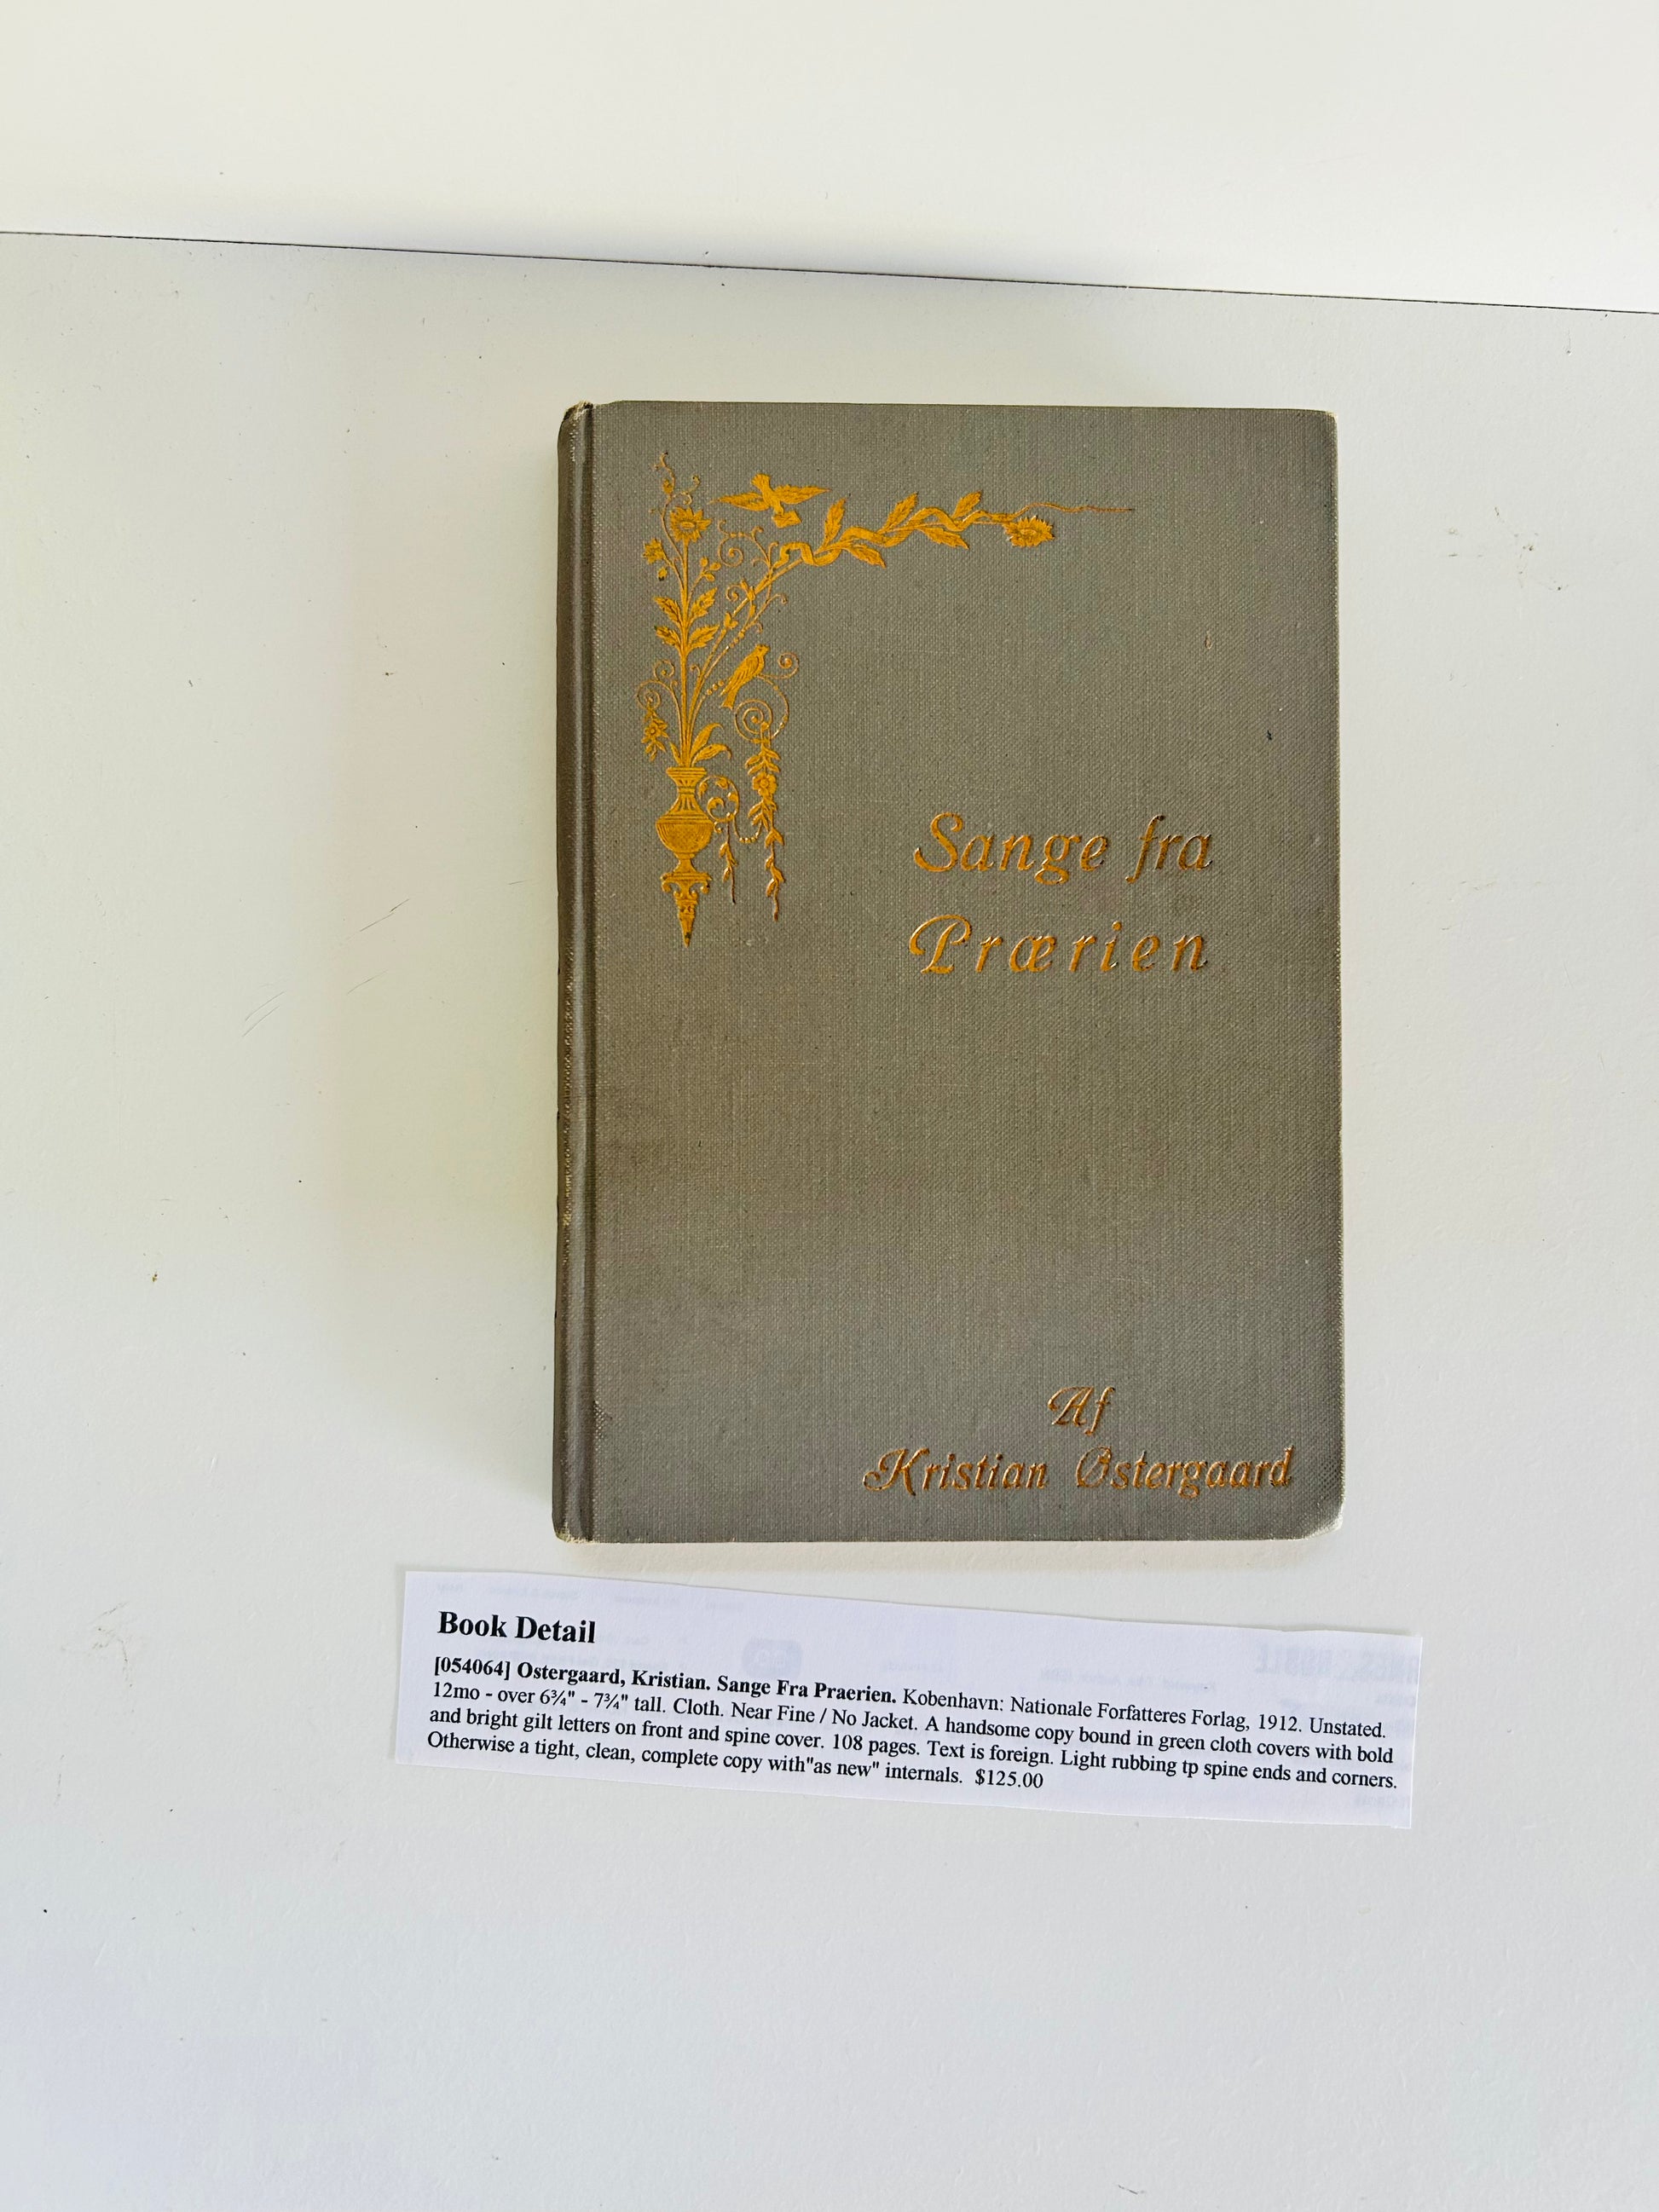 Sange fra
Prærien
Af
Kristian Østergaard
Book Detail
[054064] Ostergaard, Kristian. Sange Fra Praerien. Kobenhavn: Nationale Forfatteres Forlag, 1912. Unstated.
12mo - over 6¾" - 7¾" tall. Cloth. Near Fine / No Jacket. A handsome copy bound in green cloth covers with bold
and bright gilt letters on front and spine cover. 108 pages. Text is foreign. Light rubbing tp spine ends and corners.
Otherwise a tight, clean, complete copy with"as new" internals. $125.00